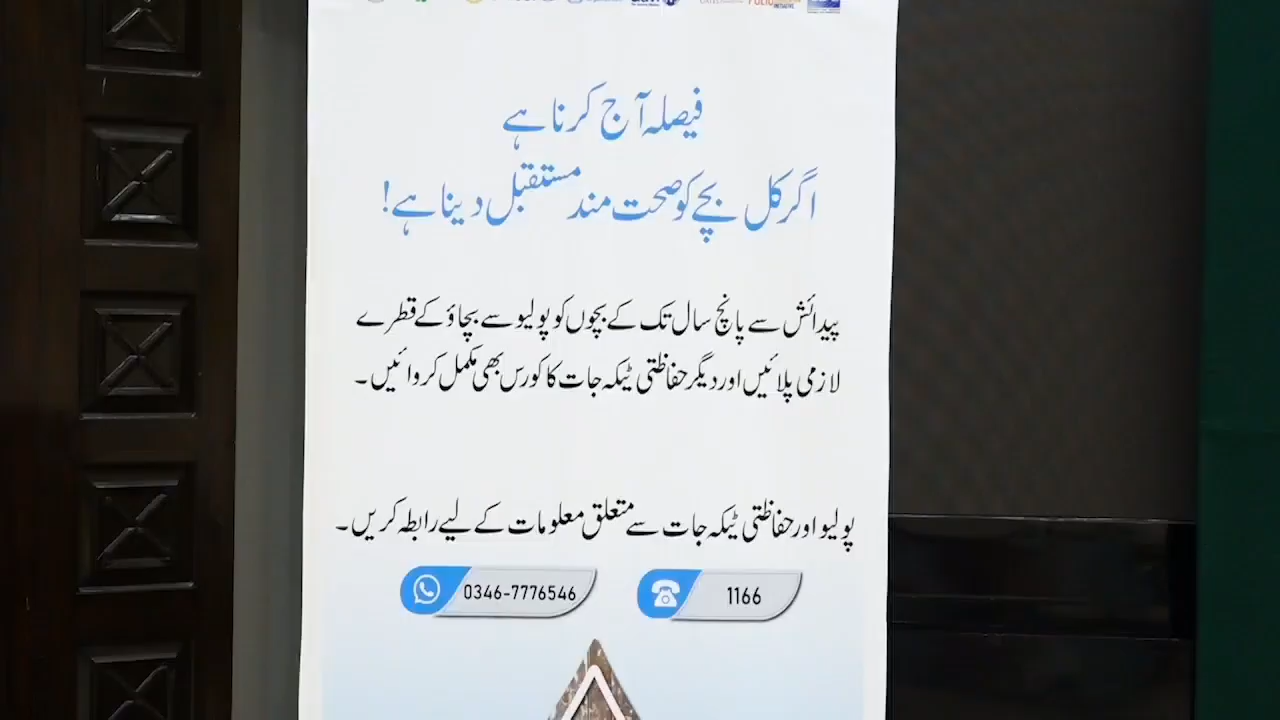 فیصلہ آج کرنا ہے
اگر کل بچے کو صحت مند مستقبل دینا ہے!
پیدائش سے پانچ سال تک کے بچوں کو پولیو سے بچاؤ کے قطرے
لازمی پلائیں اور دیگر حفاظتی ٹیکہ جات کا کورس بھی مکمل کروائیں۔
پولیو اور حفاظتی ٹیکہ جات سے متعلق معلومات کے لیے رابطہ کریں۔
0346-7776546
1166